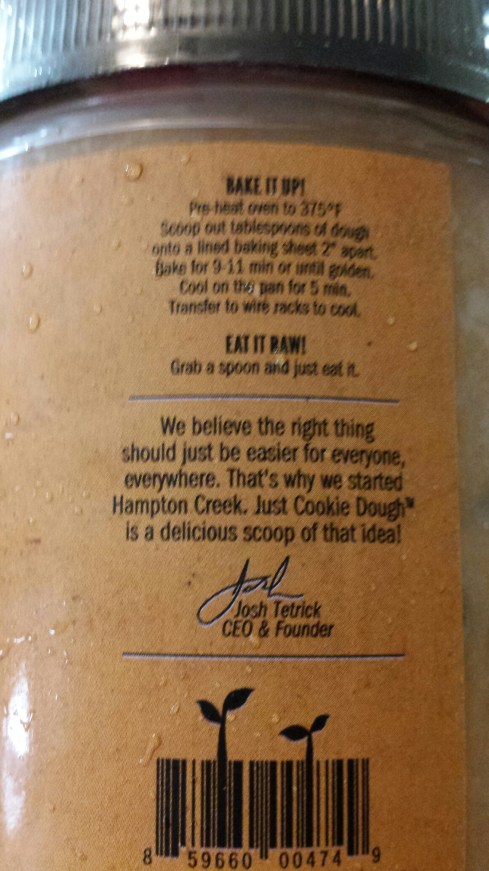 BAKE IT UP!
Pre-heat oven to 375°F
Scoop out tablespoons of dough
onto a lined baking sheet 2" apart.
Bake for 9-11 min or until golden.
Cool on the pan for 5 min.
Transfer to wire racks to cool.
EAT IT RAW!
Grab a spoon and just eat it.
We believe the right thing
should just be easier for everyone,
everywhere. That's why we started
Hampton Creek. Just Cookie Dough™
is a delicious scoop of that idea!
Josh
Josh Tetrick
CEO & Founder
8 59660 00474 9